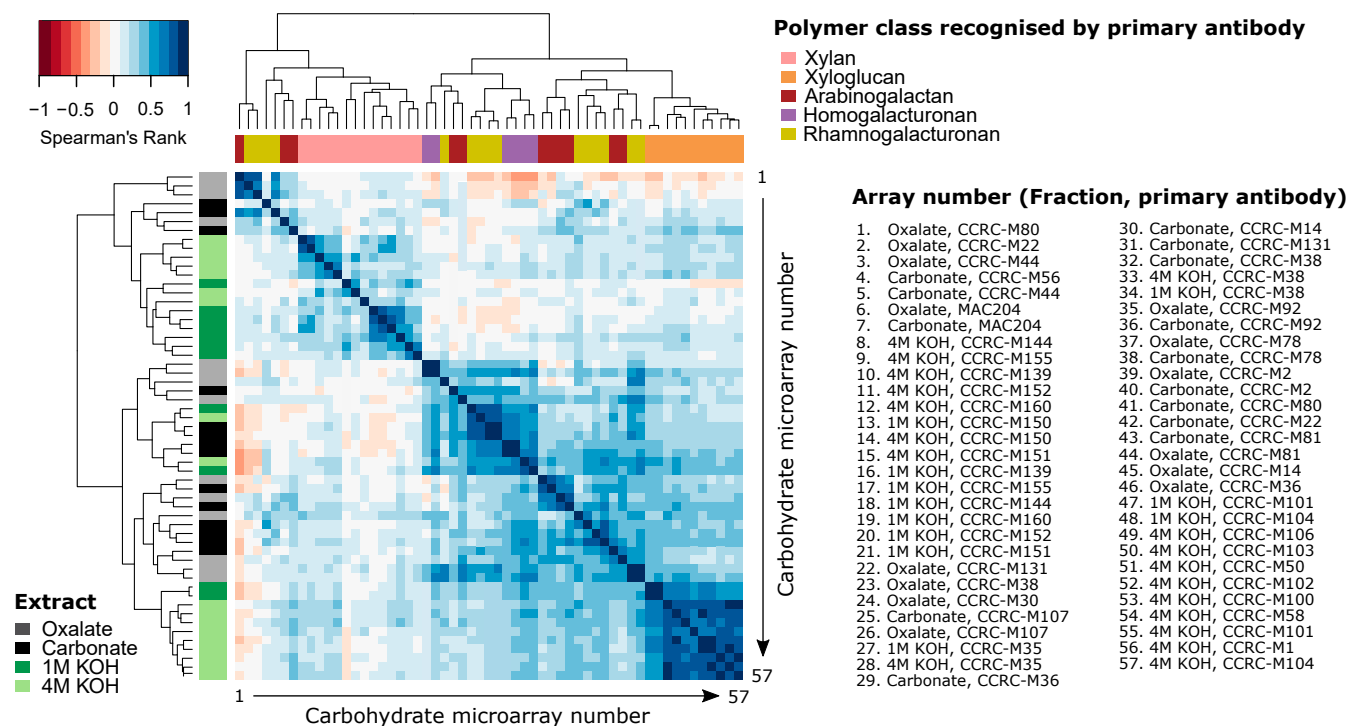 −1 −0.5 0 0.5 1
Spearman's Rank
Polymer class recognised by primary antibody
Xylan
Xyloglucan
Arabinogalactan
Homogalacturonan
Rhamnogalacturonan
Extract
Oxalate
Carbonate
1M KOH
4M KOH
1
Carbohydrate microarray number
57
1 57
Carbohydrate microarray number
Array number (Fraction, primary antibody)
1. Oxalate, CCRC-M80
2. Oxalate, CCRC-M22
3. Oxalate, CCRC-M44
4. Carbonate, CCRC-M56
5. Carbonate, CCRC-M44
6. Oxalate, MAC204
7. Carbonate, MAC204
8. 4M KOH, CCRC-M144
9. 4M KOH, CCRC-M155
10. 4M KOH, CCRC-M139
11. 4M KOH, CCRC-M152
12. 4M KOH, CCRC-M160
13. 1M KOH, CCRC-M150
14. 4M KOH, CCRC-M150
15. 4M KOH, CCRC-M151
16. 1M KOH, CCRC-M139
17. 1M KOH, CCRC-M155
18. 1M KOH, CCRC-M144
19. 1M KOH, CCRC-M160
20. 1M KOH, CCRC-M152
21. 1M KOH, CCRC-M151
22. Oxalate, CCRC-M131
23. Oxalate, CCRC-M38
24. Oxalate, CCRC-M30
25. Carbonate, CCRC-M107
26. Oxalate, CCRC-M107
27. 1M KOH, CCRC-M35
28. 4M KOH, CCRC-M35
29. Carbonate, CCRC-M36
30. Carbonate, CCRC-M14
31. Carbonate, CCRC-M131
32. Carbonate, CCRC-M38
33. 4M KOH, CCRC-M38
34. 1M KOH, CCRC-M38
35. Oxalate, CCRC-M92
36. Carbonate, CCRC-M92
37. Oxalate, CCRC-M78
38. Carbonate, CCRC-M78
39. Oxalate, CCRC-M2
40. Carbonate, CCRC-M2
41. Carbonate, CCRC-M80
42. Carbonate, CCRC-M22
43. Carbonate, CCRC-M81
44. Oxalate, CCRC-M81
45. Oxalate, CCRC-M14
46. Oxalate, CCRC-M36
47. 1M KOH, CCRC-M101
48. 1M KOH, CCRC-M104
49. 4M KOH, CCRC-M106
50. 4M KOH, CCRC-M103
51. 4M KOH, CCRC-M50
52. 4M KOH, CCRC-M102
53. 4M KOH, CCRC-M100
54. 4M KOH, CCRC-M58
55. 4M KOH, CCRC-M101
56. 4M KOH, CCRC-M1
57. 4M KOH, CCRC-M104